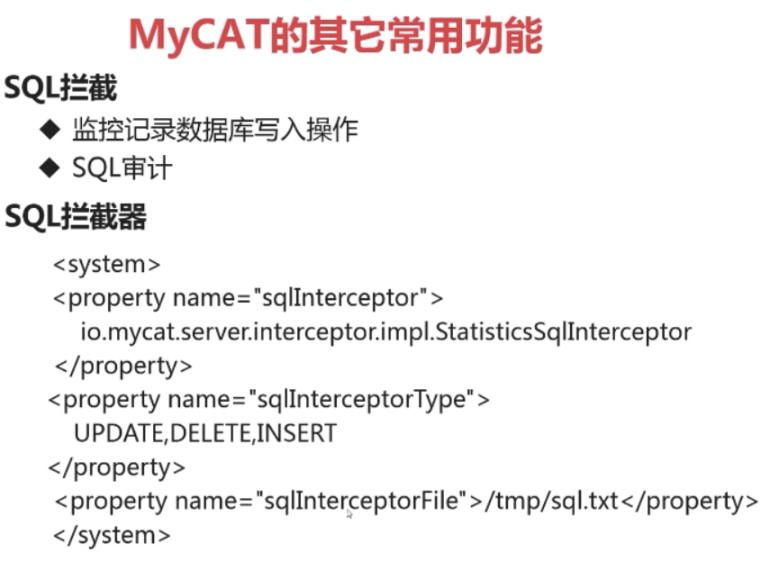 MyCAT的其它常用功能
SQL拦截
◆ 监控记录数据库写入操作
◆ SQL审计
SQL拦截器
<system>
<property name="sqlInterceptor">
io.mycat.server.interceptor.impl.StatisticsSqlInterceptor
</property>
<property name="sqlInterceptorType">
UPDATE,DELETE,INSERT
</property>
<property name="sqlInterceptorFile">/tmp/sql.txt</property>
</system>